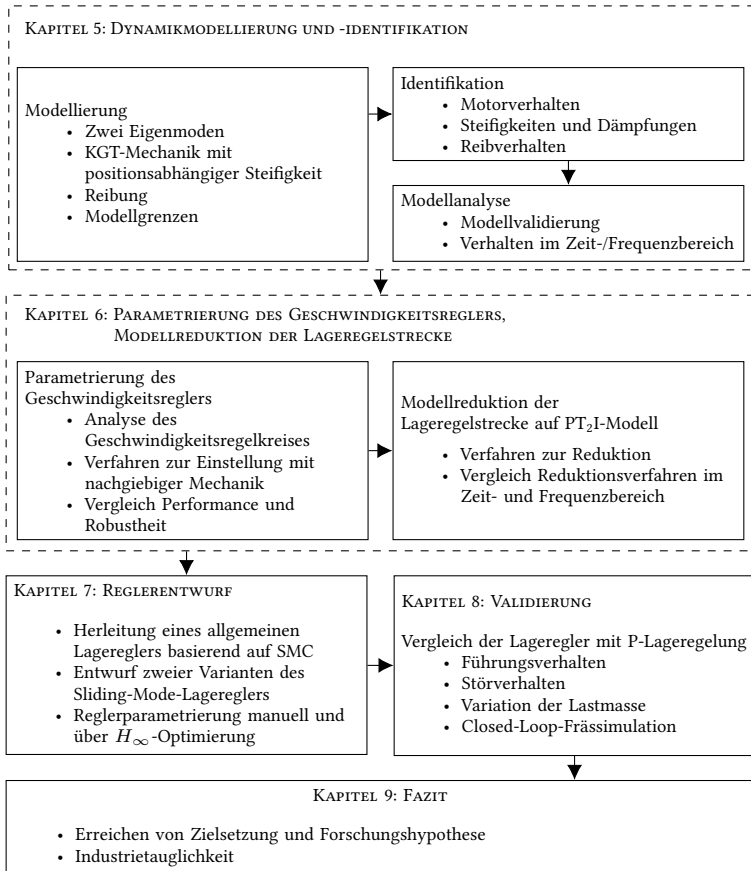 Kapitel 5: Dynamikmodellierung und -identifikation
Modellierung
• Zwei Eigenmoden
• KGT-Mechanik mit
positionsabhängiger Steifigkeit
• Reibung
• Modellgrenzen
Identifikation
• Motorverhalten
• Steifigkeiten und Dämpfungen
• Reibverhalten
Modellanalyse
• Modellvalidierung
• Verhalten im Zeit-/Frequenzbereich
Kapitel 6: Parametrierung des Geschwindigkeitsreglers,
Modellreduktion der Lageregelstrecke
Parametrierung des
Geschwindigkeitsreglers
• Analyse des
Geschwindigkeitsregelkreises
• Verfahren zur Einstellung mit
nachgiebiger Mechanik
• Vergleich Performance und
Robustheit
Modellreduktion der
Lageregelstrecke auf PT₂I-Modell
• Verfahren zur Reduktion
• Vergleich Reduktionsverfahren im
Zeit- und Frequenzbereich
Kapitel 7: Reglerentwurf
• Herleitung eines allgemeinen
Lagereglers basierend auf SMC
• Entwurf zweier Varianten des
Sliding-Mode-Lagereglers
• Reglerparametrierung manuell und
über H∞-Optimierung
Kapitel 8: Validierung
Vergleich der Lageregler mit P-Lageregelung
• Führungsverhalten
• Störverhalten
• Variation der Lastmasse
• Closed-Loop-Frässimulation
Kapitel 9: Fazit
• Erreichen von Zielsetzung und Forschungshypothese
• Industrietauglichkeit